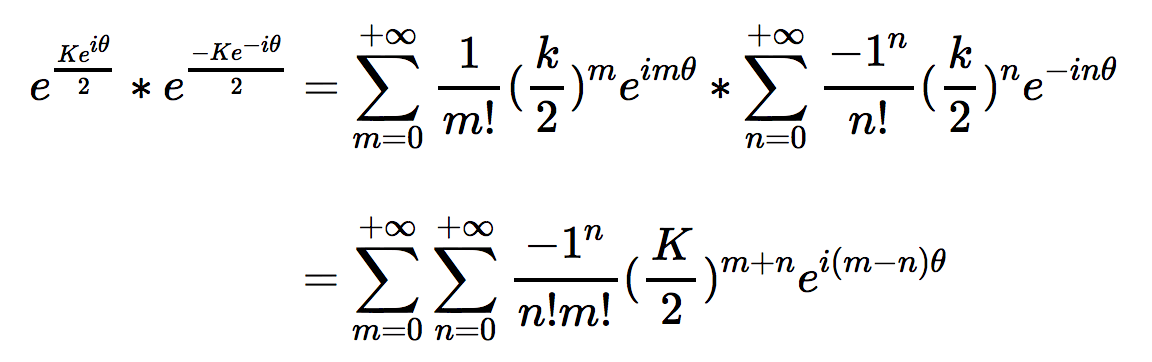 e^{\frac{Ke^{i\theta}}{2}} * e^{\frac{-Ke^{-i\theta}}{2}} = \sum_{m=0}^{+\infty} \frac{1}{m!} (\frac{k}{2})^m e^{im\theta} * \sum_{n=0}^{+\infty} \frac{-1^n}{n!} (\frac{k}{2})^n e^{-in\theta}
= \sum_{m=0}^{+\infty} \sum_{n=0}^{+\infty} \frac{-1^n}{n!m!} (\frac{K}{2})^{m+n} e^{i(m-n)\theta}